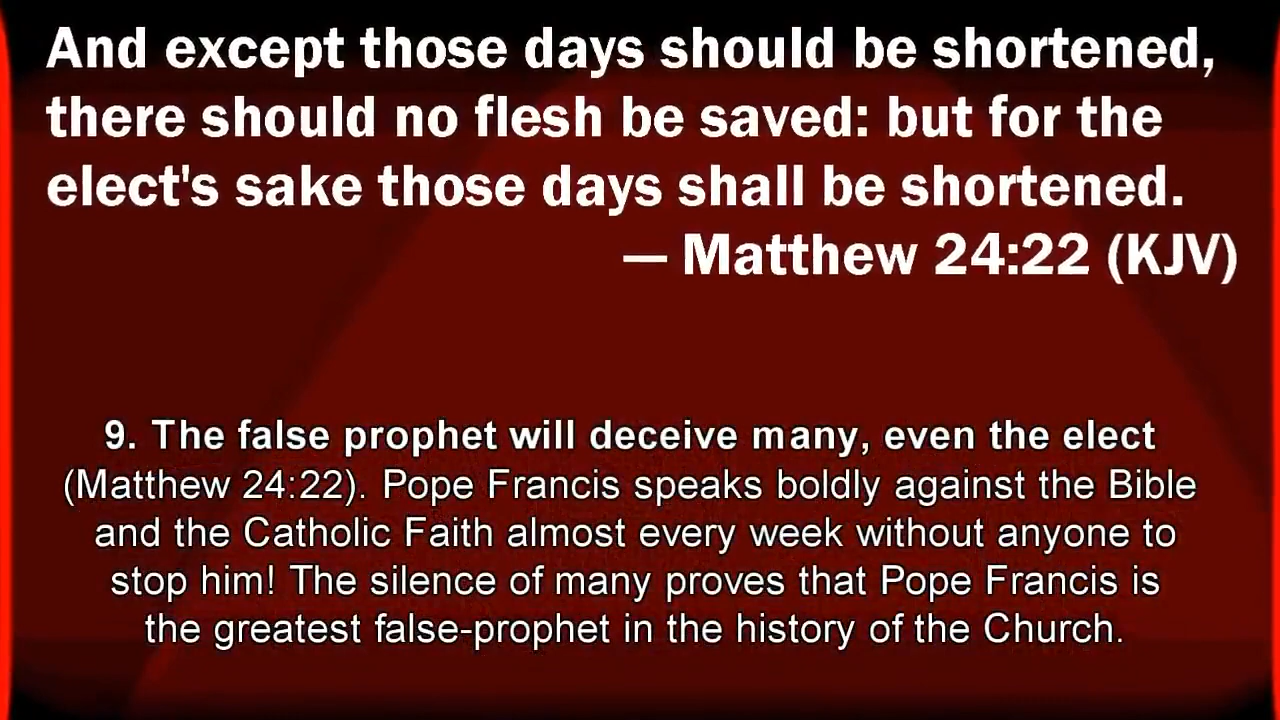 And except those days should be shortened,
there should no flesh be saved: but for the
elect's sake those days shall be shortened.
— Matthew 24:22 (KJV)
9. The false prophet will deceive many, even the elect
(Matthew 24:22). Pope Francis speaks boldly against the Bible
and the Catholic Faith almost every week without anyone to
stop him! The silence of many proves that Pope Francis is
the greatest false-prophet in the history of the Church.